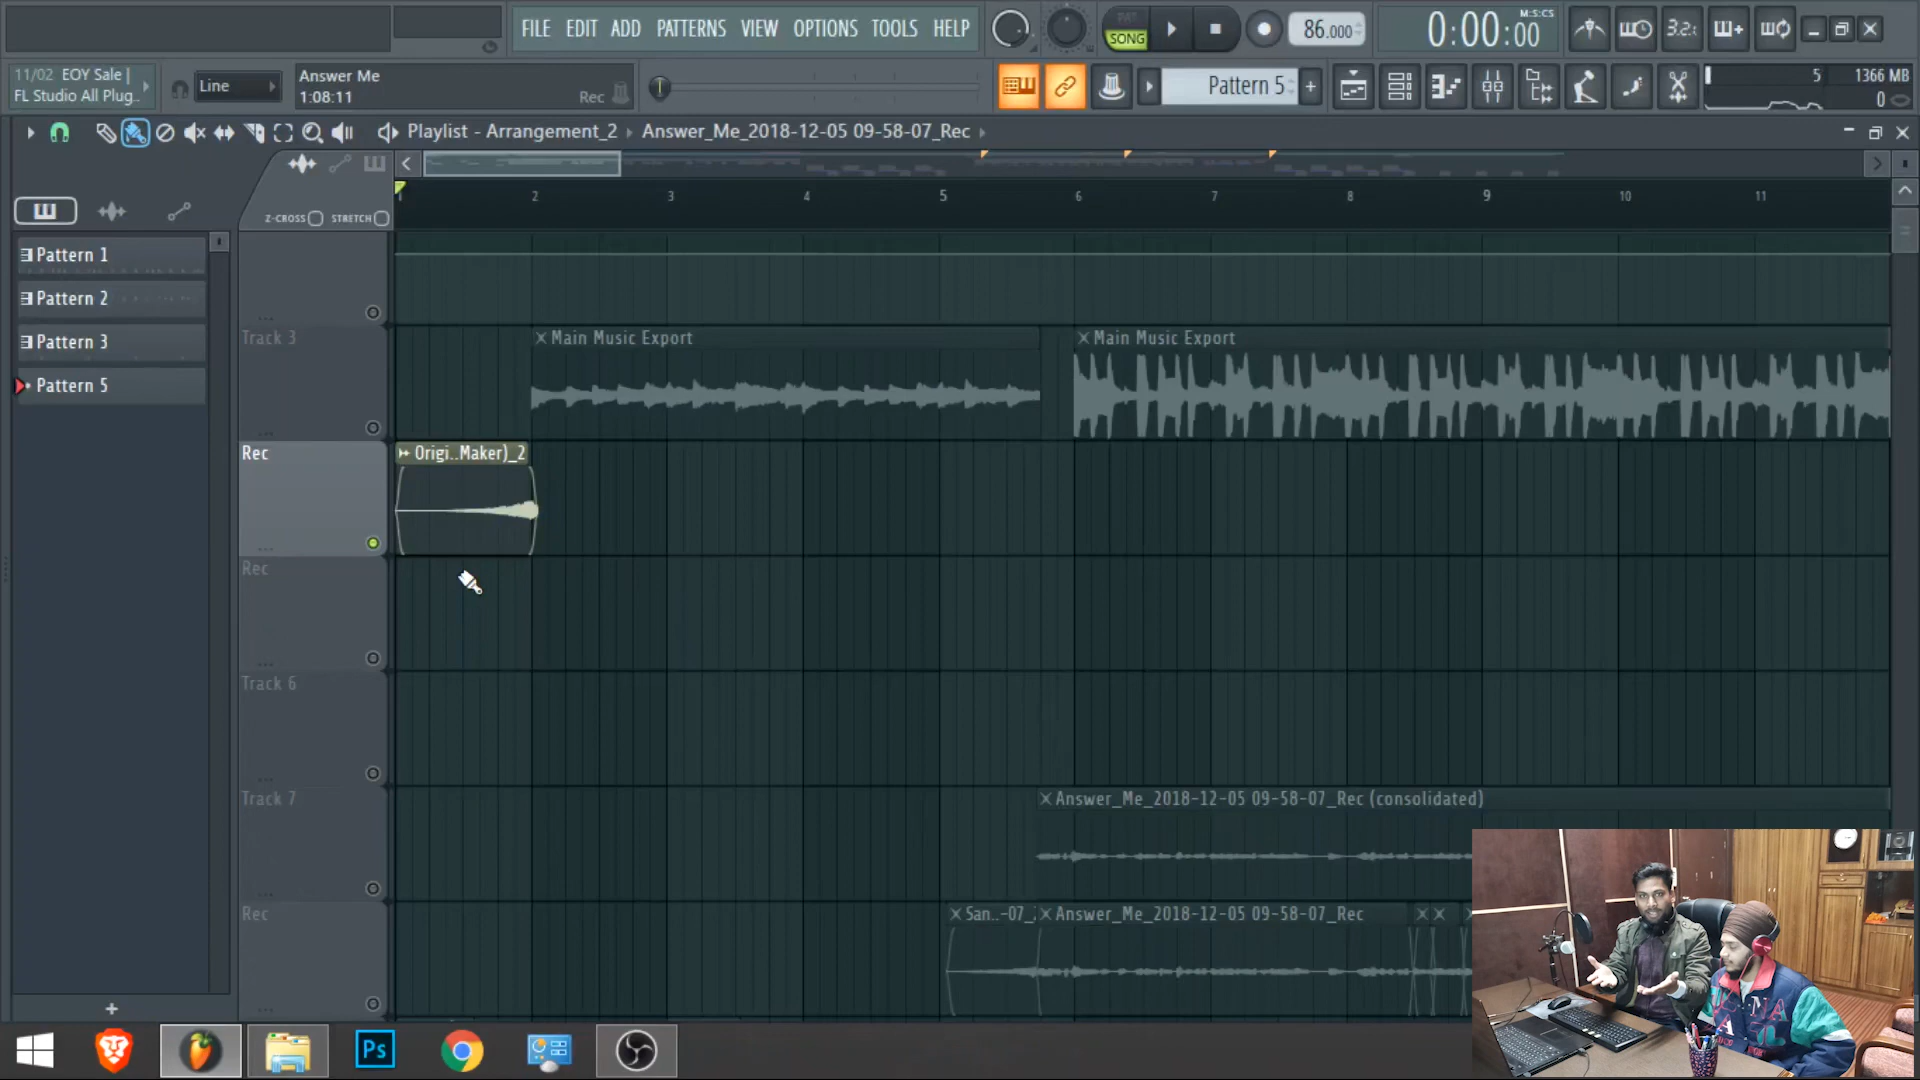 FILE EDIT ADD PATTERNS VIEW OPTIONS TOOLS HELP
PAT
SONG
86.000
0:00:00
M:S:CS
3.2:
11/02 EOY Sale |
FL Studio All Plug..
Line
Answer Me
1:08:11
Rec
Pattern 5
+
5
1366 MB
0
Playlist - Arrangement_2
Answer_Me_2018-12-05 09-58-07_Rec
1 2 3 4 5 6 7 8 9 10 11
Z-CROSS
STRETCH
Pattern 1
Pattern 2
Pattern 3
Pattern 5
Track 3
Main Music Export
Main Music Export
Rec
Origi..Maker)_2
Rec
Track 6
Track 7
Answer_Me_2018-12-05 09-58-07_Rec (consolidated)
Rec
San..-07_
Answer_Me_2018-12-05 09-58-07_Rec
+
Ps